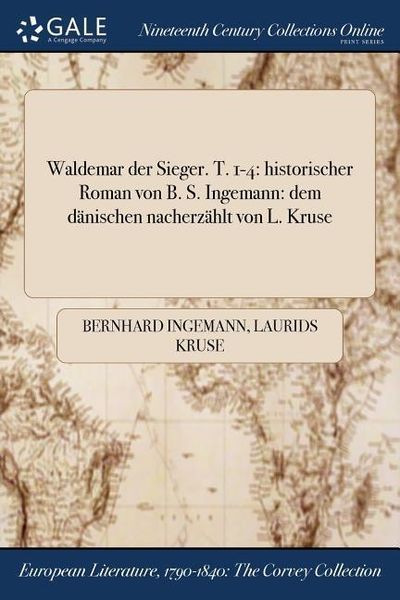 GALE
A Cengage Company
Nineteenth Century Collections Online
PRINT SERIES
Waldemar der Sieger. T. 1-4: historischer
Roman von B. S. Ingemann: dem
dänischen nacherzählt von L. Kruse
BERNHARD INGEMANN, LAURIDS
KRUSE
European Literature, 1790-1840: The Corvey Collection